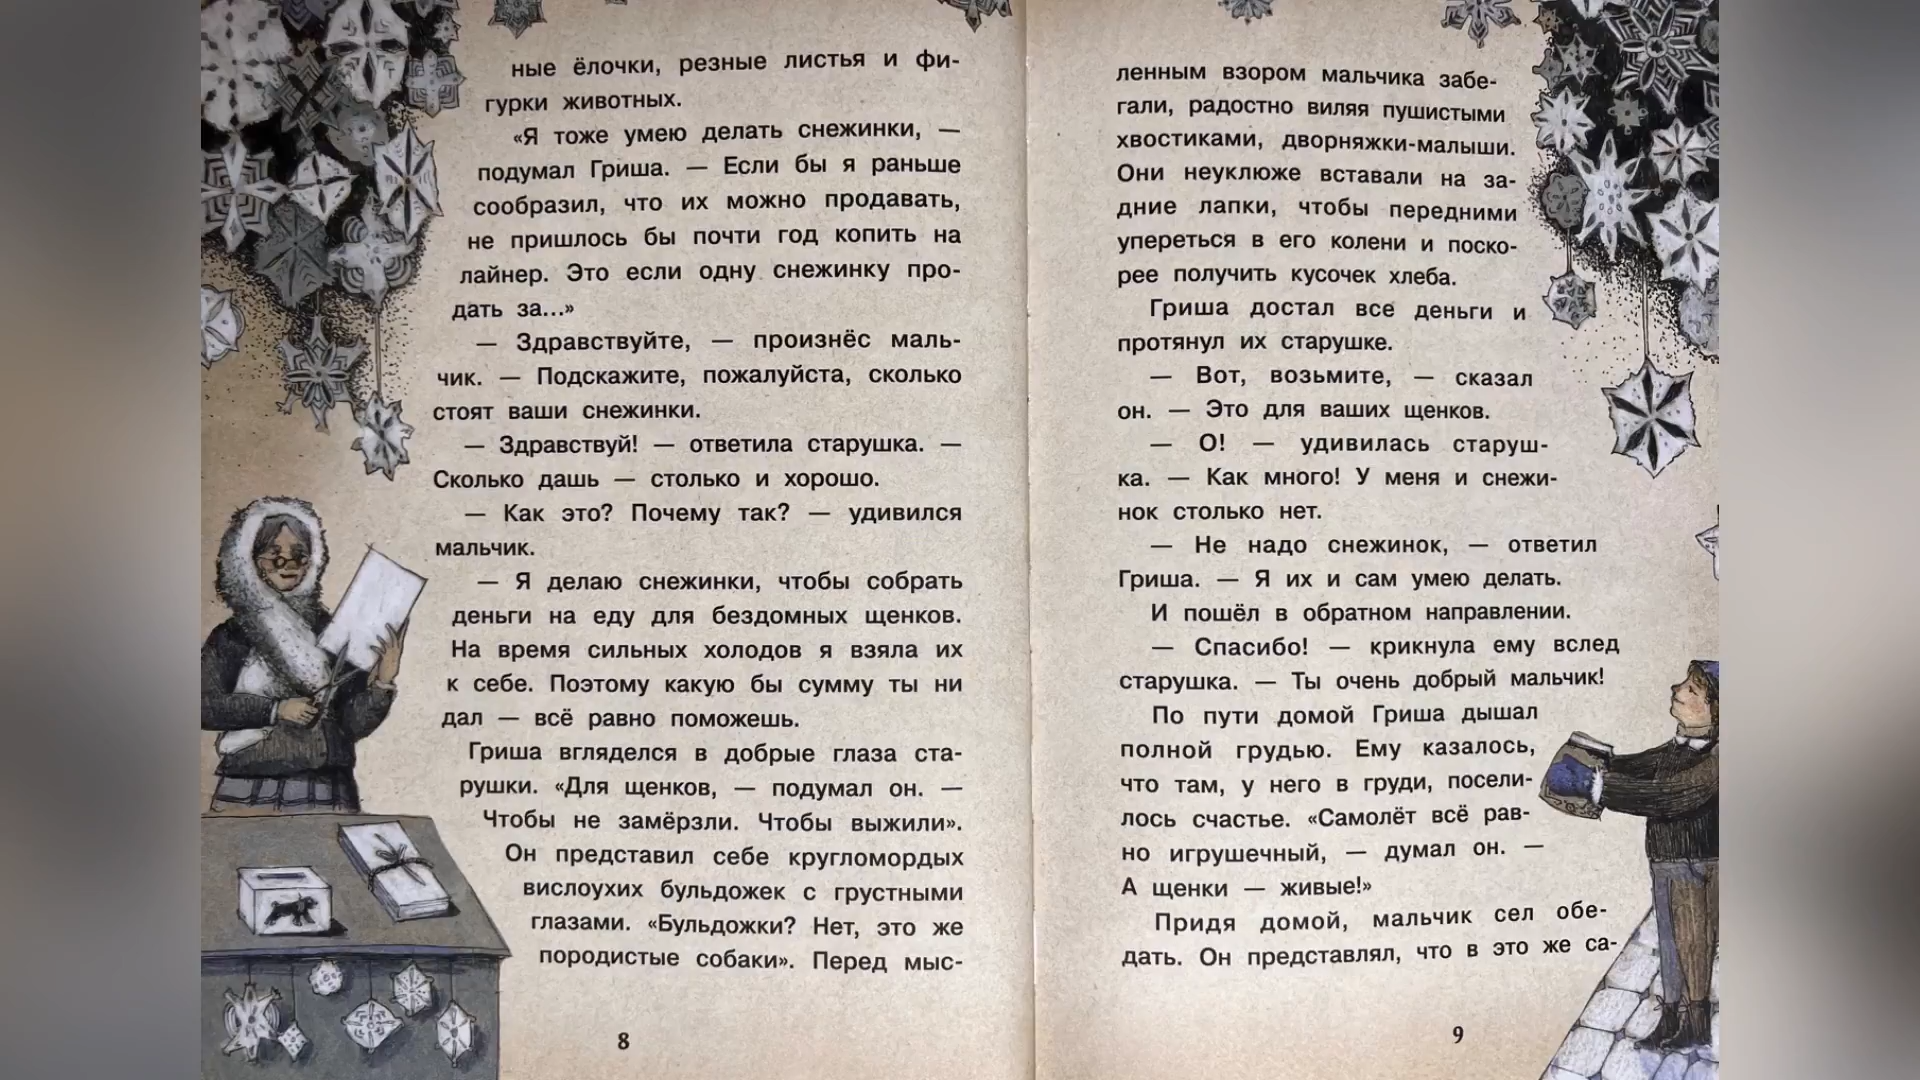 ные ёлочки, резные листья и фи-
гурки животных.
«Я тоже умею делать снежинки, —
подумал Гриша. — Если бы я раньше
сообразил, что их можно продавать,
не пришлось бы почти год копить на
лайнер. Это если одну снежинку про-
дать за...»
— Здравствуйте, — произнёс маль-
чик. — Подскажите, пожалуйста, сколько
стоят ваши снежинки.
— Здравствуй! — ответила старушка. —
Сколько дашь — столько и хорошо.
— Как это? Почему так? — удивился
мальчик.
— Я делаю снежинки, чтобы собрать
деньги на еду для бездомных щенков.
На время сильных холодов я взяла их
к себе. Поэтому какую бы сумму ты ни
дал — всё равно поможешь.
Гриша вгляделся в добрые глаза ста-
рушки. «Для щенков, — подумал он. —
Чтобы не замёрзли. Чтобы выжили».
Он представил себе кругломордых
вислоухих бульдожек с грустными
глазами. «Бульдожки? Нет, это же
породистые собаки». Перед мыс-
8
ленным взором мальчика забе-
гали, радостно виляя пушистыми
хвостиками, дворняжки-малыши.
Они неуклюже вставали на за-
дние лапки, чтобы передними
упереться в его колени и поско-
рее получить кусочек хлеба.
Гриша достал все деньги и
протянул их старушке.
— Вот, возьмите, — сказал
он. — Это для ваших щенков.
— О! — удивилась старуш-
ка. — Как много! У меня и снежи-
нок столько нет.
— Не надо снежинок, — ответил
Гриша. — Я их и сам умею делать.
И пошёл в обратном направлении.
— Спасибо! — крикнула ему вслед
старушка. — Ты очень добрый мальчик!
По пути домой Гриша дышал
полной грудью. Ему казалось,
что там, у него в груди, посели-
лось счастье. «Самолёт всё рав-
но игрушечный, — думал он. —
А щенки — живые!»
Придя домой, мальчик сел обе-
дать. Он представлял, что в это же са-
9